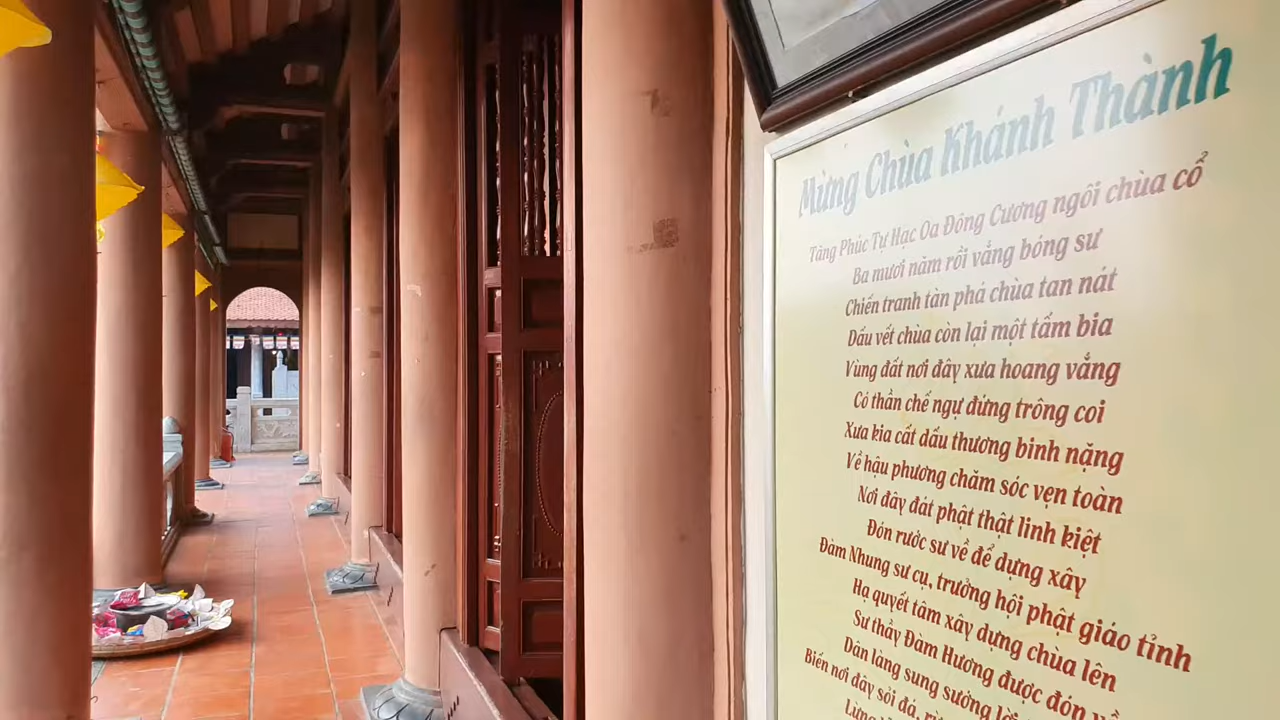 Mừng Chùa Khánh Thành
Tăng Phúc Tự Hạc Oa Đông Cương ngôi chùa cổ
Ba mươi năm rồi vắng bóng sư
Chiến tranh tàn phá chùa tan nát
Dấu vết chùa còn lại một tấm bia
Vùng đất nơi đây xưa hoang vắng
Có thần chế ngự đứng trông coi
Xưa kia cất dấu thương binh nặng
Về hậu phương chăm sóc vẹn toàn
Nơi đây đát phật thật linh kiệt
Đón rước sư về để dựng xây
Đàm Nhung sư cụ, trưởng hội phật giáo tỉnh
Hạ quyết tâm xây dựng chùa lên
Sư thầy Đàm Hương được đón về
Dân làng sung sướng
Biến nơi đây sỏi đá,